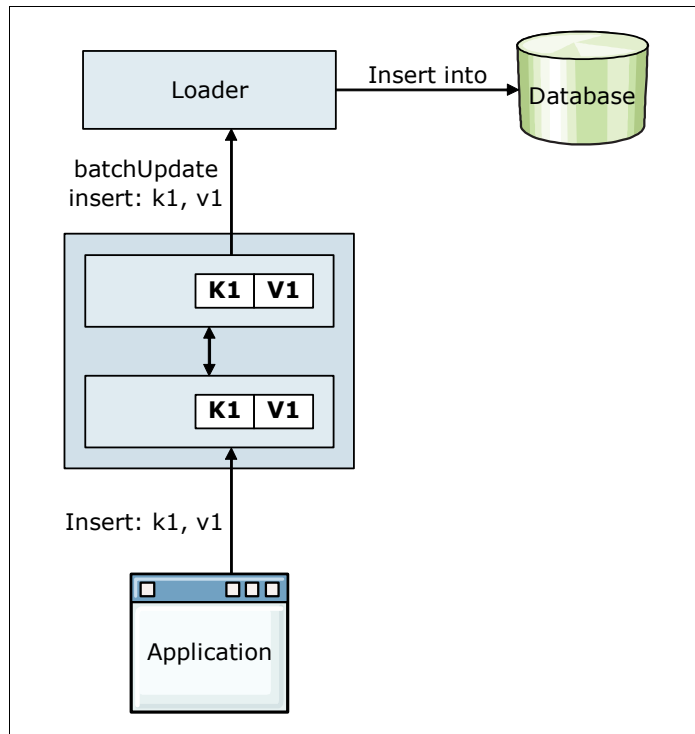 Loader
Insert into
Database
batchUpdate
insert: k1, v1
K1 V1
K1 V1
Insert: k1, v1
Application